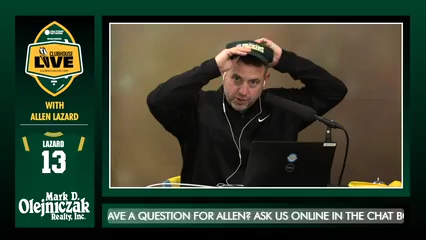 CLUBHOUSE
LIVE
WITH
ALLEN LAZARD
LAZARD
13
Mark D.
Olejniczak
Realty, Inc.
AVE A QUESTION FOR ALLEN? ASK US ONLINE IN THE CHAT BO